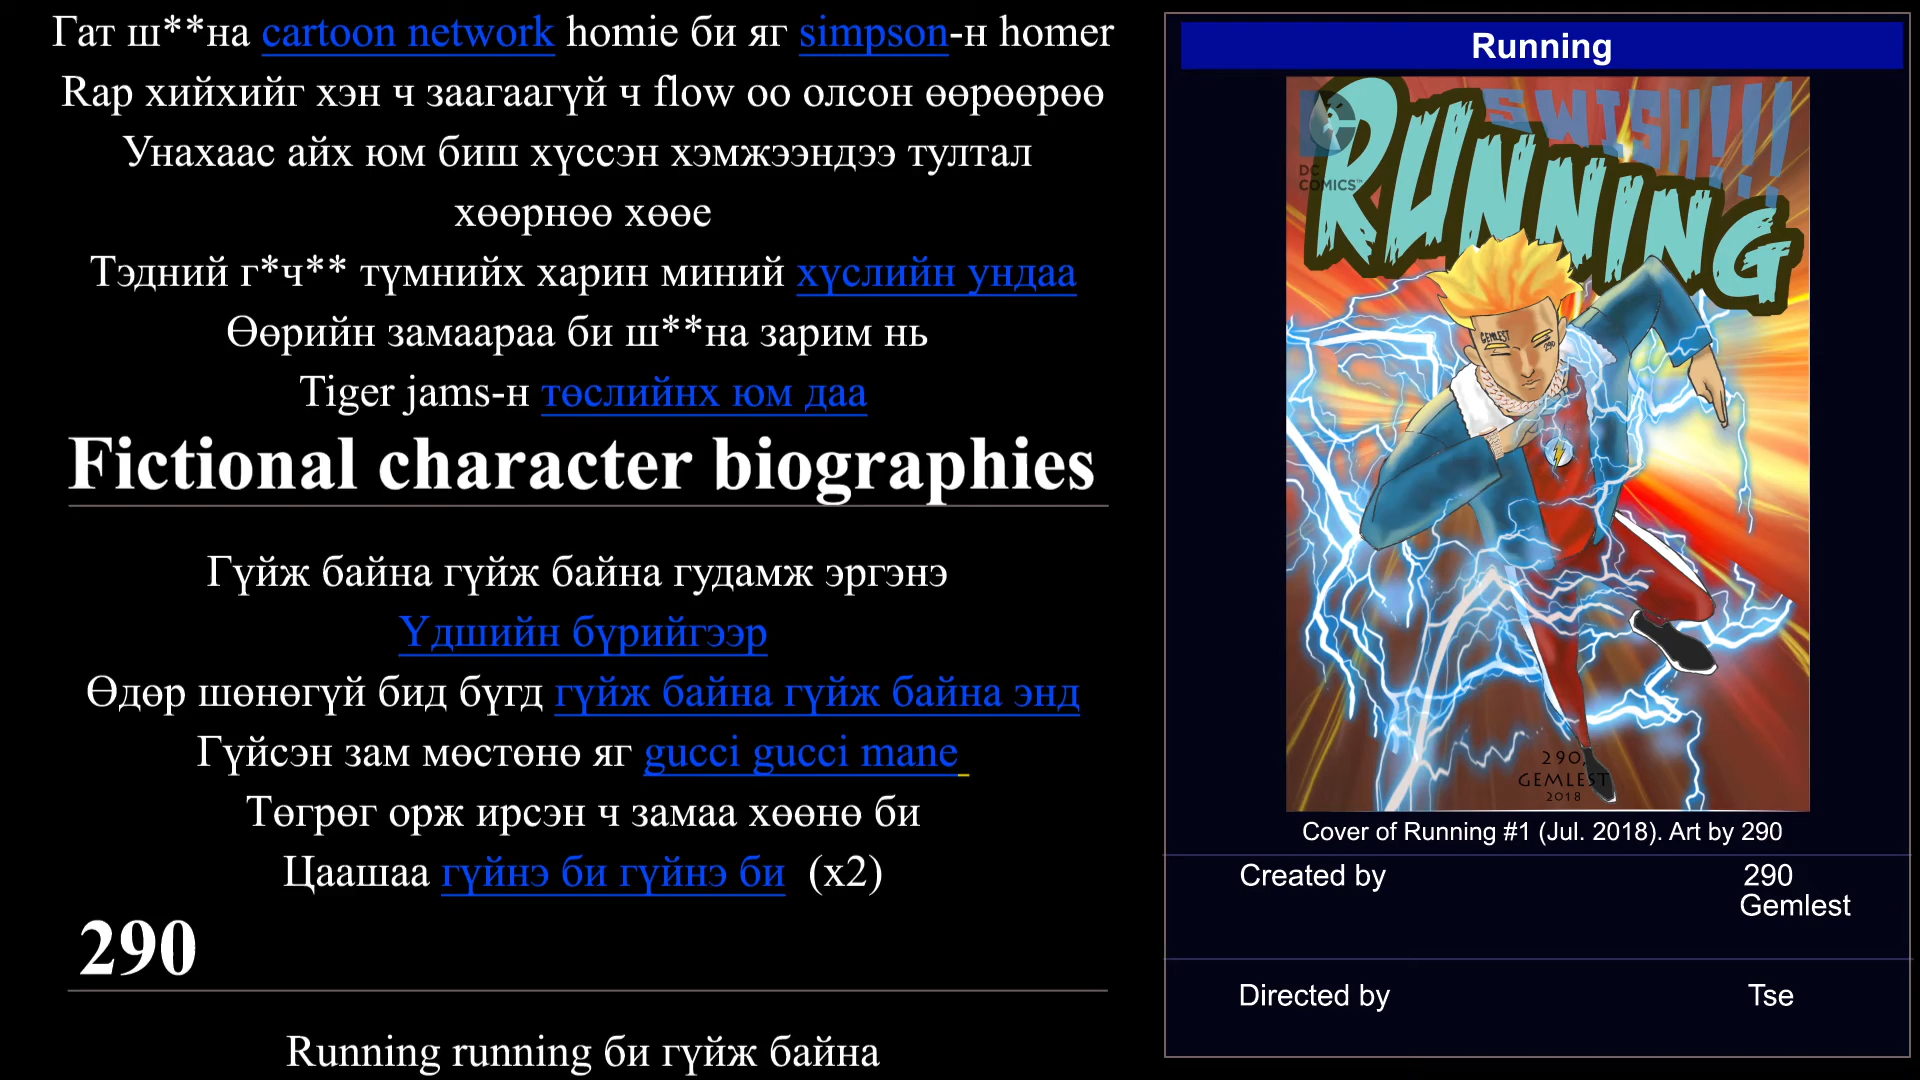 Гат ш**на cartoon network homie би яг simpson-н homer
Rap хийхийг хэн ч заагаагүй ч flow оо олсон өөрөөрөө
Унахаас айх юм биш хүссэн хэмжээндээ тултал
хөөрнөө хөөе
Тэдний г*ч** түмнийх харин миний хүслийн ундаа
Өөрийн замаараа би ш**на зарим нь
Tiger jams-н төслийнх юм даа
Fictional character biographies
Гүйж байна гүйж байна гудамж эргэнэ
Үдшийн бүрийгээр
Өдөр шөнөгүй бид бүгд гүйж байна гүйж байна энд
Гүйсэн зам мөстөнө яг gucci gucci mane
Төгрөг орж ирсэн ч замаа хөөнө би
Цаашаа гүйнэ би гүйнэ би (x2)
290
Running running би гүйж байна
Running
SWISH!!!
RUNNING
DC
COMICS™
GEMLEST
290
290,
GEMLEST
2018
Cover of Running #1 (Jul. 2018). Art by 290
Created by 290
Gemlest
Directed by Tse